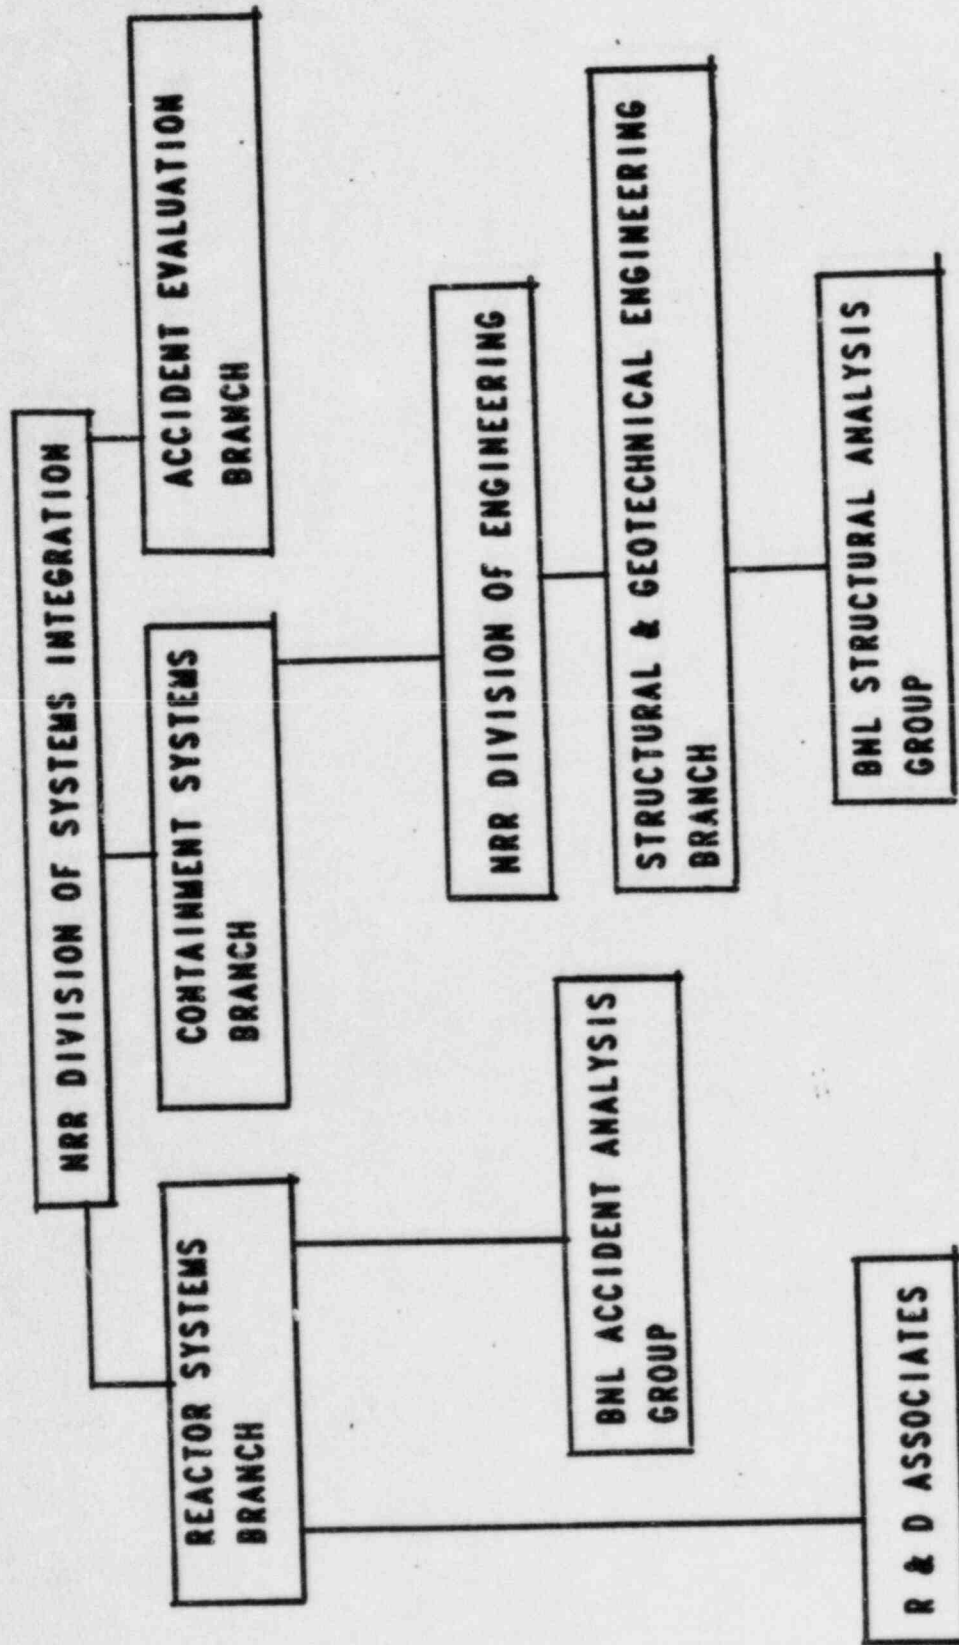 NRR DIVISION OF SYSTEMS INTEGRATION
REACTOR SYSTEMS
BRANCH
CONTAINMENT SYSTEMS
BRANCH
ACCIDENT EVALUATION
BRANCH
NRR DIVISION OF ENGINEERING
BNL ACCIDENT ANALYSIS
GROUP
STRUCTURAL & GEOTECHNICAL ENGINEERING
BRANCH
R & D ASSOCIATES
BNL STRUCTURAL ANALYSIS
GROUP